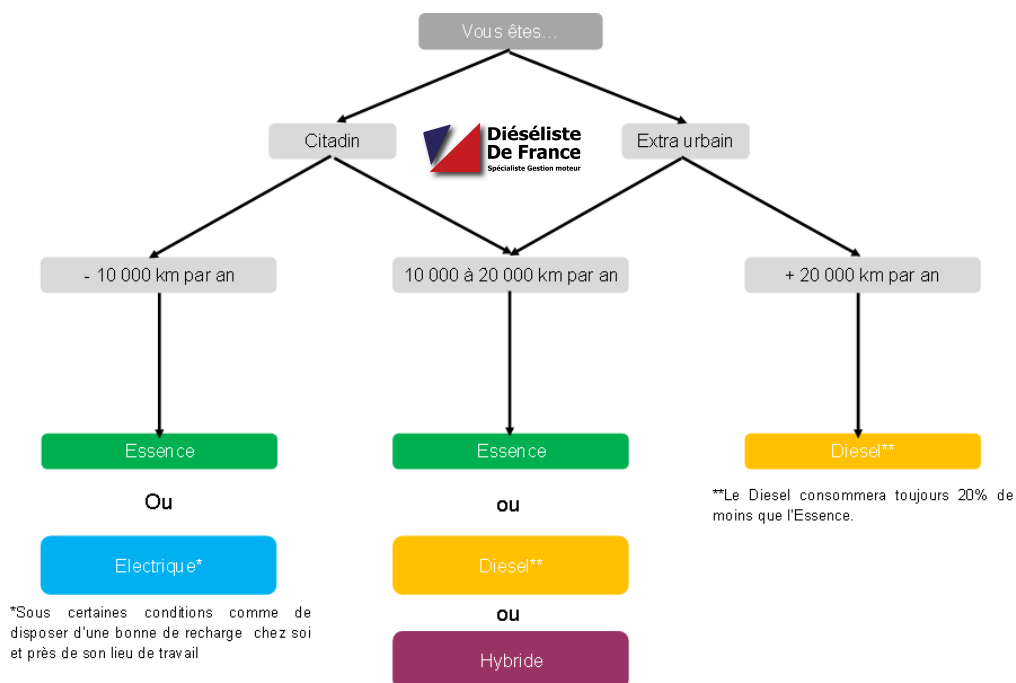 Vous êtes...
Citadin
Diéséliste
De France
Spécialiste Gestion moteur
Extra urbain
- 10 000 km par an
10 000 à 20 000 km par an
+ 20 000 km par an
Essence
Essence
Diesel**
Ou
ou
**Le Diesel consommera toujours 20% de
moins que l'Essence.
Electrique*
Diesel**
*Sous certaines conditions comme de
disposer d'une bonne de recharge chez soi
et près de son lieu de travail
ou
Hybride